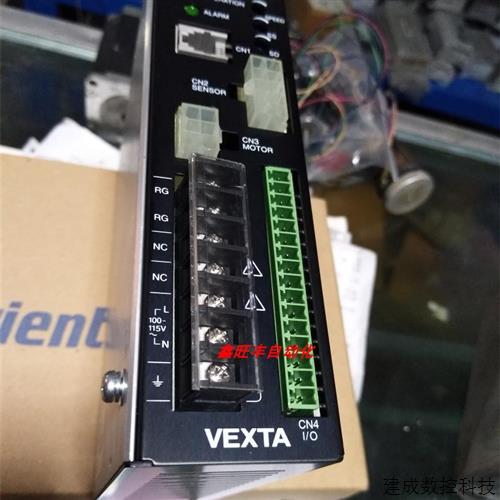 ALARM
SPEED
CN1
SD
CN2
SENSOR
CN3
MOTOR
RG
RG
NC
NC
L
100-
115V
~
N
鑫旺丰自动化
VEXTA
CN4
I/O
建成数控科技